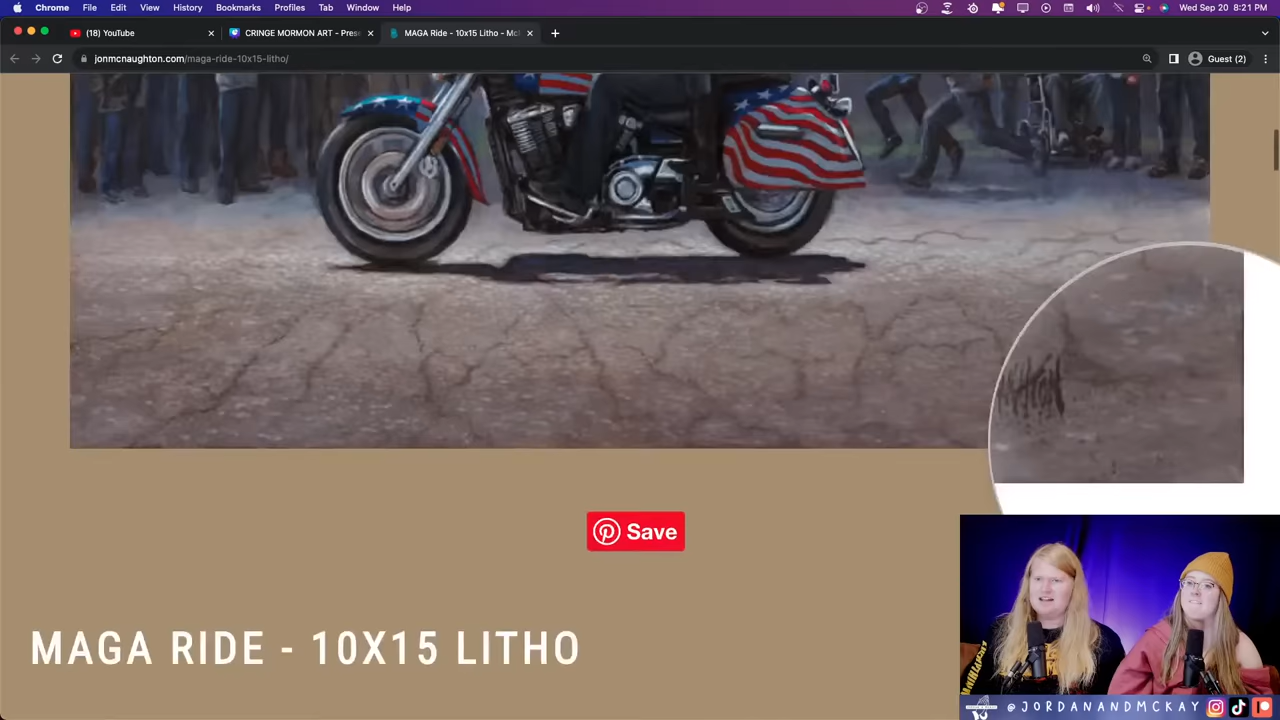 Chrome File Edit View History Bookmarks Profiles Tab Window Help
Wed Sep 20 8:21 PM
(18) YouTube
CRINGE MORMON ART - Prese
MAGA Ride - 10x15 Litho - Mc
jonmcnaughton.com/maga-ride-10x15-litho/
Guest (2)
Save
MAGA RIDE - 10X15 LITHO
@JORDANANDMCKAY